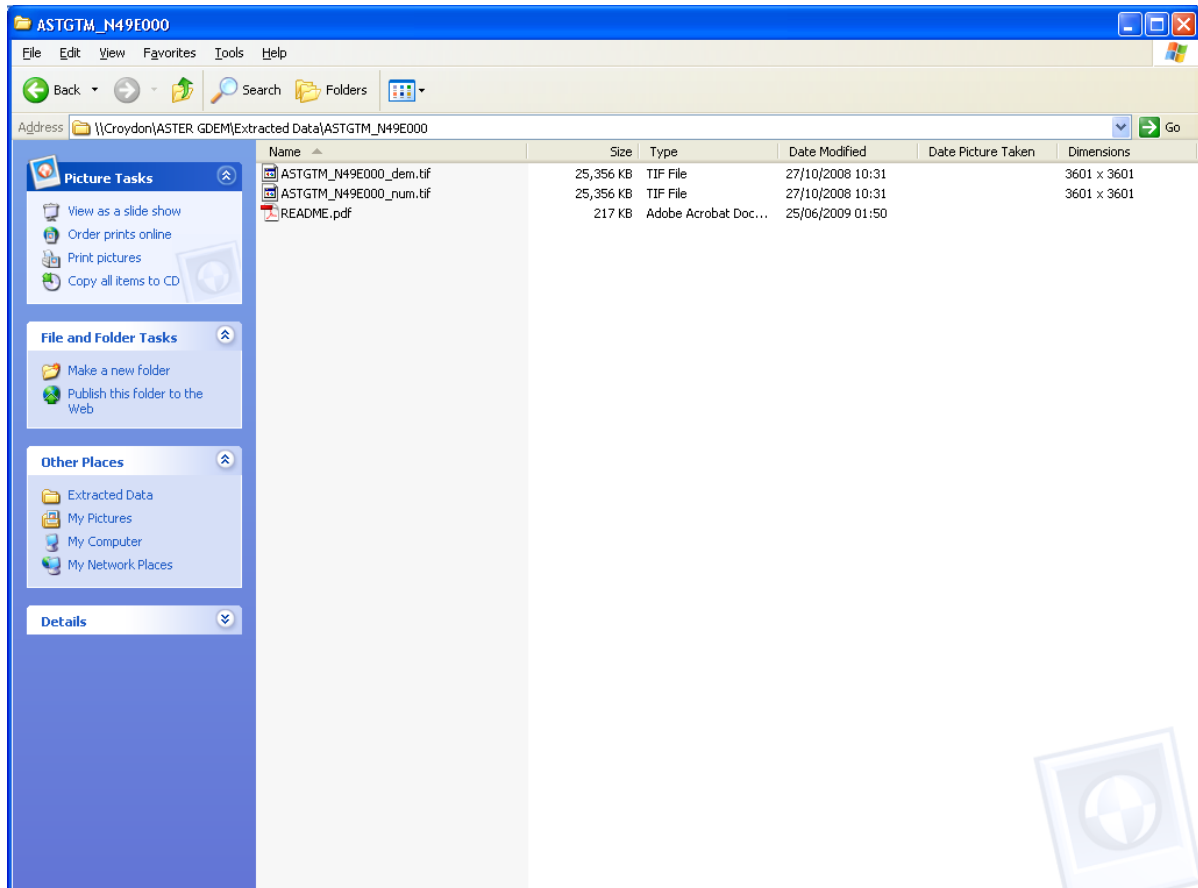 ASTGTM_N49E000
File Edit View Favorites Tools Help
Back Search Folders
Address \\Croydon\ASTER GDEM\Extracted Data\ASTGTM_N49E000 Go
Name Size Type Date Modified Date Picture Taken Dimensions
ASTGTM_N49E000_dem.tif 25,356 KB TIF File 27/10/2008 10:31 3601 x 3601
ASTGTM_N49E000_num.tif 25,356 KB TIF File 27/10/2008 10:31 3601 x 3601
README.pdf 217 KB Adobe Acrobat Doc... 25/06/2009 01:50
Picture Tasks
View as a slide show
Order prints online
Print pictures
Copy all items to CD
File and Folder Tasks
Make a new folder
Publish this folder to the
Web
Other Places
Extracted Data
My Pictures
My Computer
My Network Places
Details